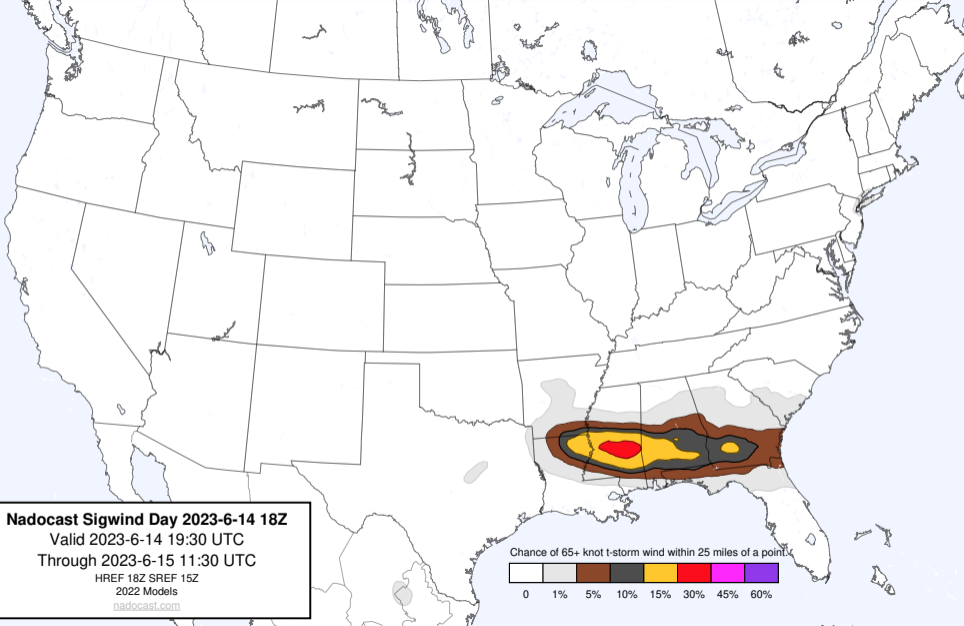 Nadocast Sigwind Day 2023-6-14 18Z
Valid 2023-6-14 19:30 UTC
Through 2023-6-15 11:30 UTC
HREF 18Z SREF 15Z
2022 Models
nadocast.com
Chance of 65+ knot t-storm wind within 25 miles of a point.
0 1% 5% 10% 15% 30% 45% 60%